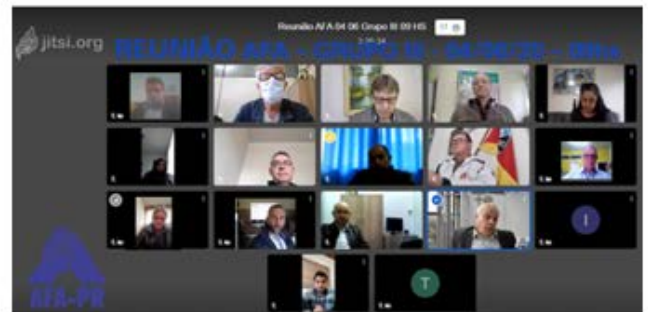 Reunião AFA 04 06 Grupo III 09 HS
jitsi.org
REUNIÃO AFA - GRUPO III - 04/06/20 -
I
T
AFA-PR